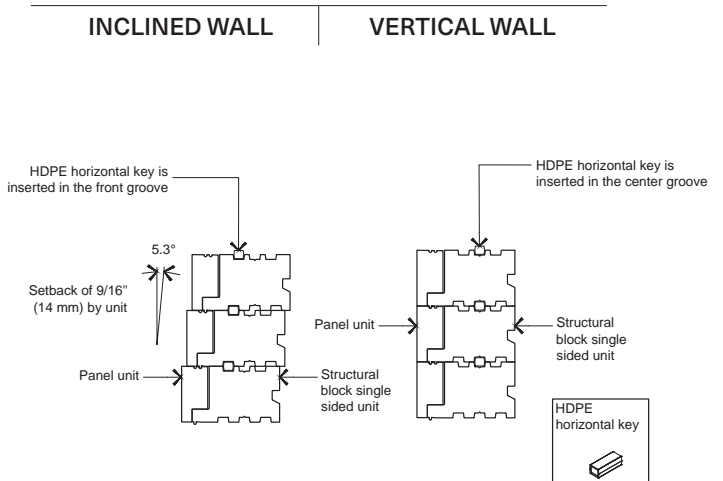 INCLINED WALL
VERTICAL WALL
HDPE horizontal key is
inserted in the front groove
5.3°
Setback of 9/16"
(14 mm) by unit
Panel unit
Structural
block single
sided unit
HDPE horizontal key is
inserted in the center groove
Panel unit
Structural
block single
sided unit
HDPE
horizontal key